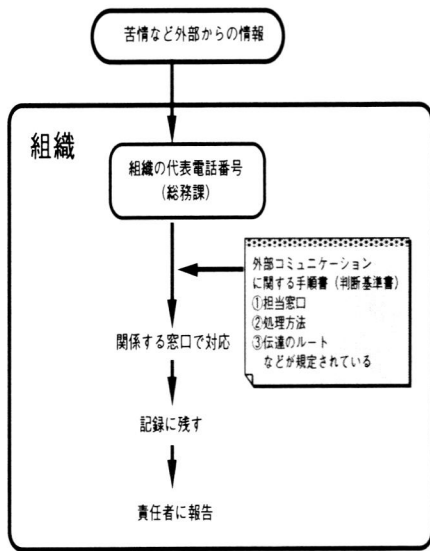 苦情など外部からの情報
組織
組織の代表電話番号
(総務課)
外部コミュニケーション
に関する手順書(判断基準書)
①担当窓口
②処理方法
③伝達のルート
などが規定されている
関係する窓口で対応
記録に残す
責任者に報告